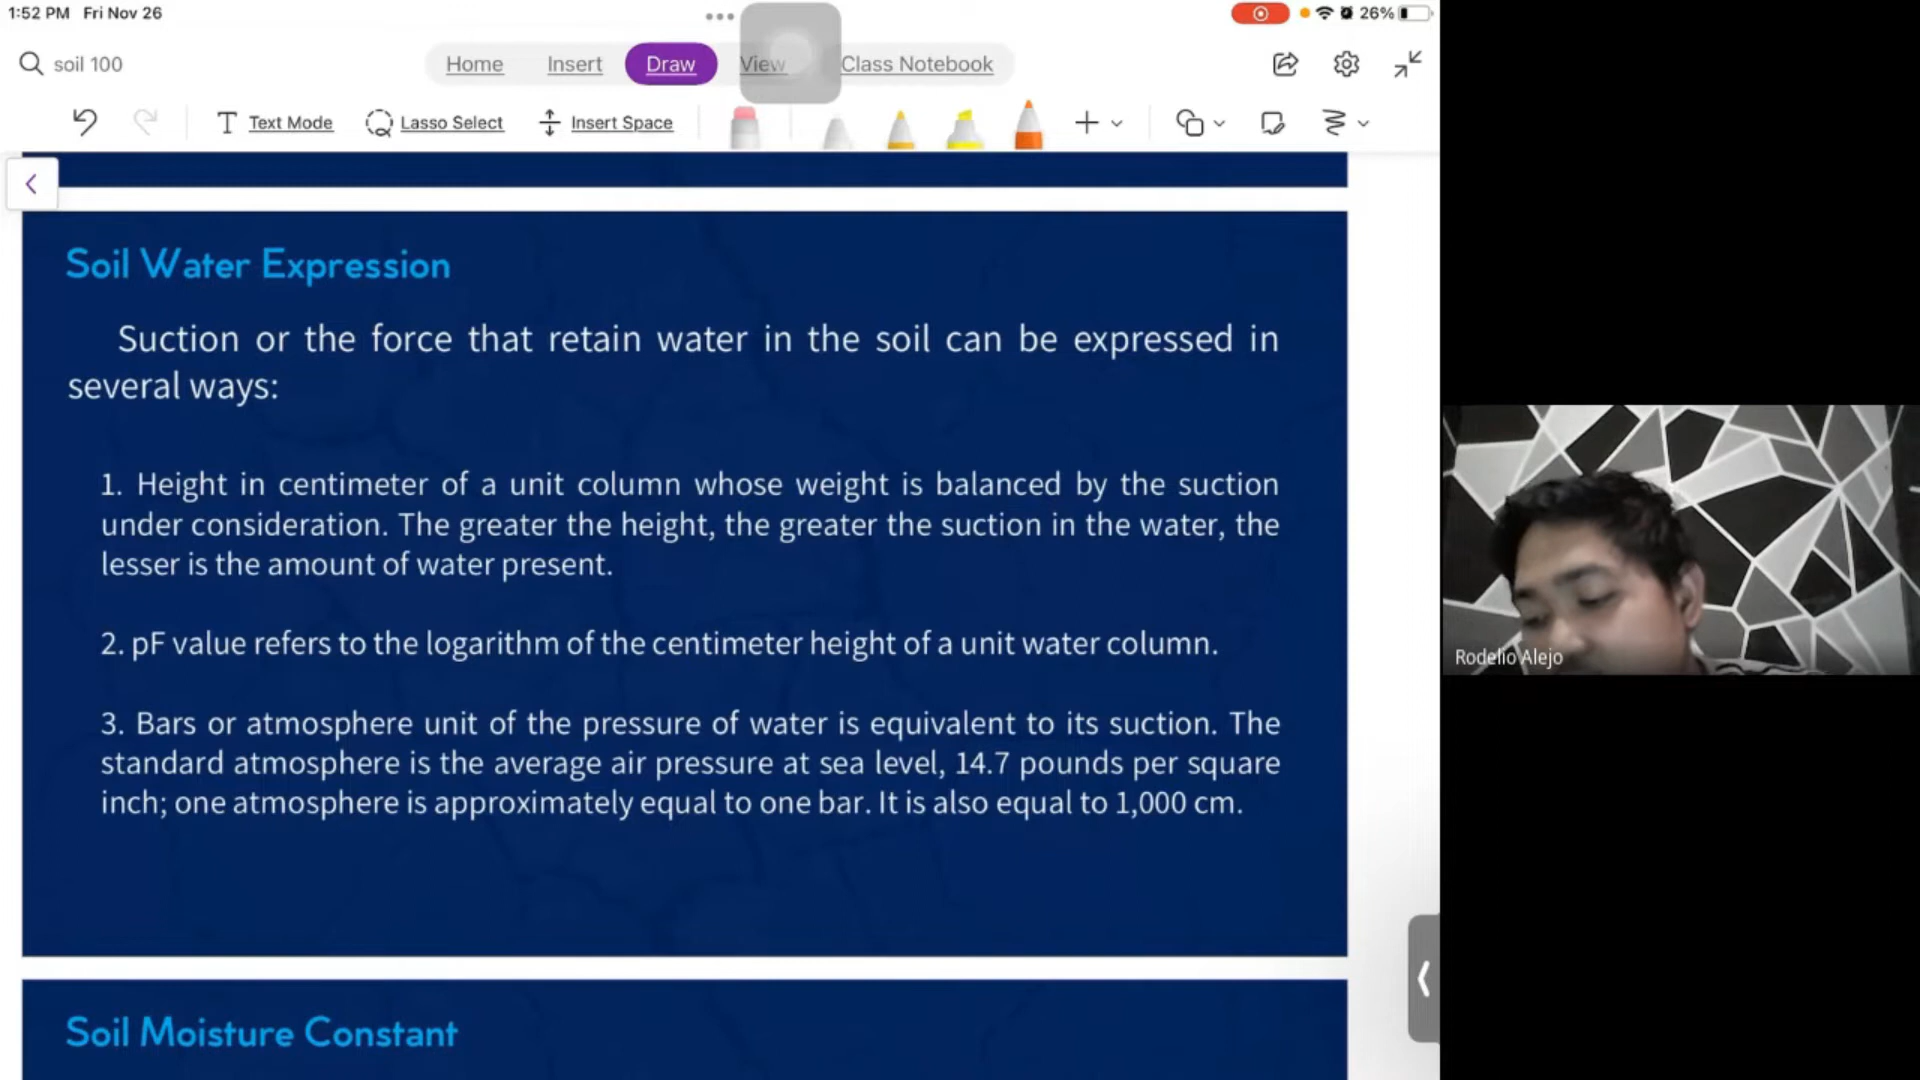 1:52 PM Fri Nov 26
26%
soil 100
Home Insert Draw View Class Notebook
Text Mode Lasso Select Insert Space
Soil Water Expression
Suction or the force that retain water in the soil can be expressed in
several ways:
1. Height in centimeter of a unit column whose weight is balanced by the suction
under consideration. The greater the height, the greater the suction in the water, the
lesser is the amount of water present.
2. pF value refers to the logarithm of the centimeter height of a unit water column.
3. Bars or atmosphere unit of the pressure of water is equivalent to its suction. The
standard atmosphere is the average air pressure at sea level, 14.7 pounds per square
inch; one atmosphere is approximately equal to one bar. It is also equal to 1,000 cm.
Rodelio Alejo
Soil Moisture Constant